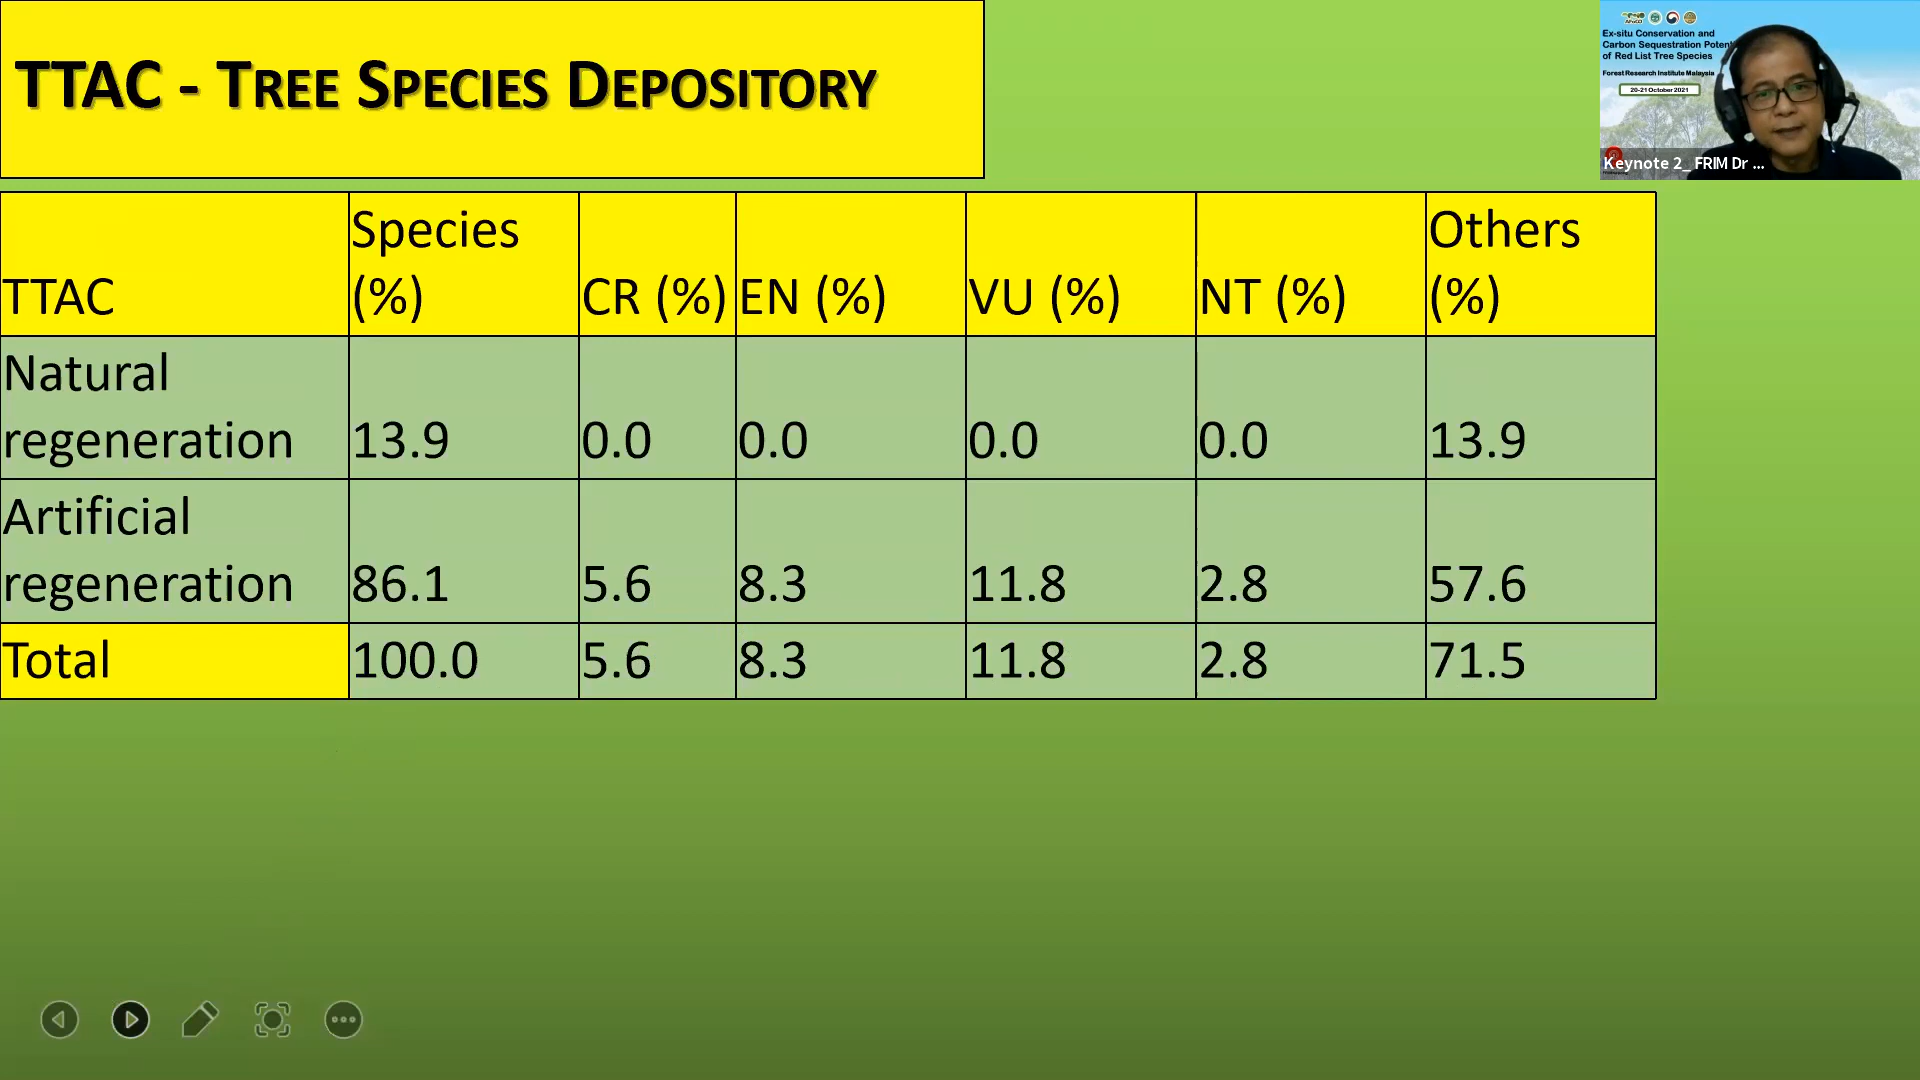 TTAC - TREE SPECIES DEPOSITORY
Ex-situ Conservation and
Carbon Sequestration Poten
of Red List Tree Species
Forest Research Institute Malaysia
20-21 October 2021
Keynote 2_ FRIM Dr ...
TTAC Species (%) CR (%) EN (%) VU (%) NT (%) Others (%)
Natural regeneration 13.9 0.0 0.0 0.0 0.0 13.9
Artificial regeneration 86.1 5.6 8.3 11.8 2.8 57.6
Total 100.0 5.6 8.3 11.8 2.8 71.5